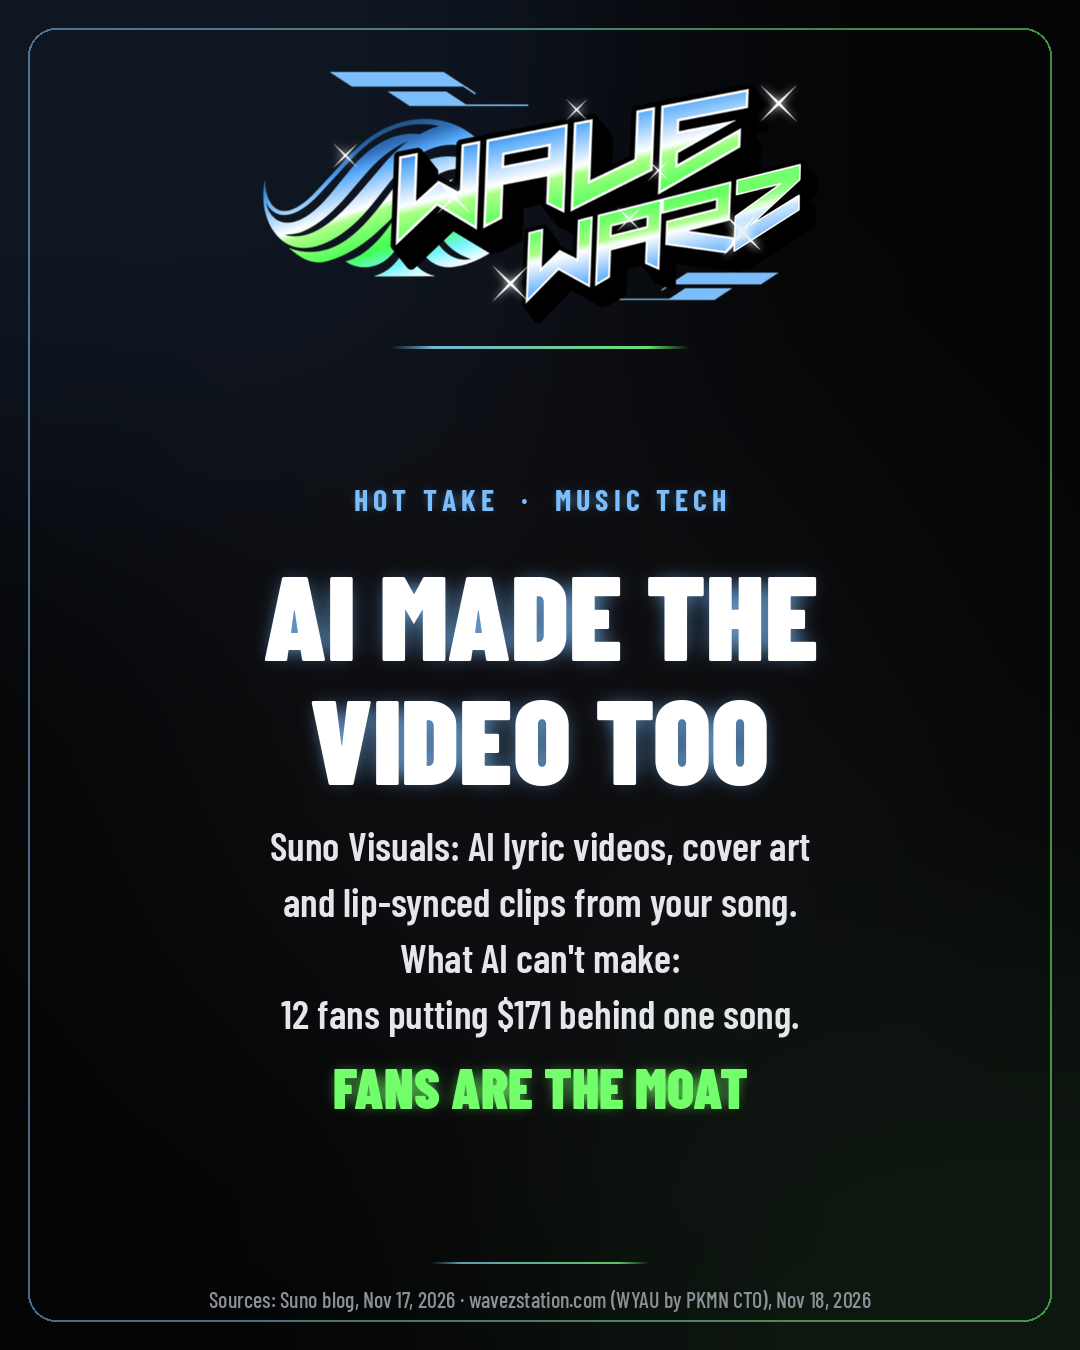 WAVE
WARZ
HOT TAKE · MUSIC TECH
AI MADE THE
VIDEO TOO
Suno Visuals: AI lyric videos, cover art
and lip-synced clips from your song.
What AI can't make:
12 fans putting $171 behind one song.
FANS ARE THE MOAT
Sources: Suno blog, Nov 17, 2026 · wavezstation.com (WYAU by PKMN CTO), Nov 18, 2026